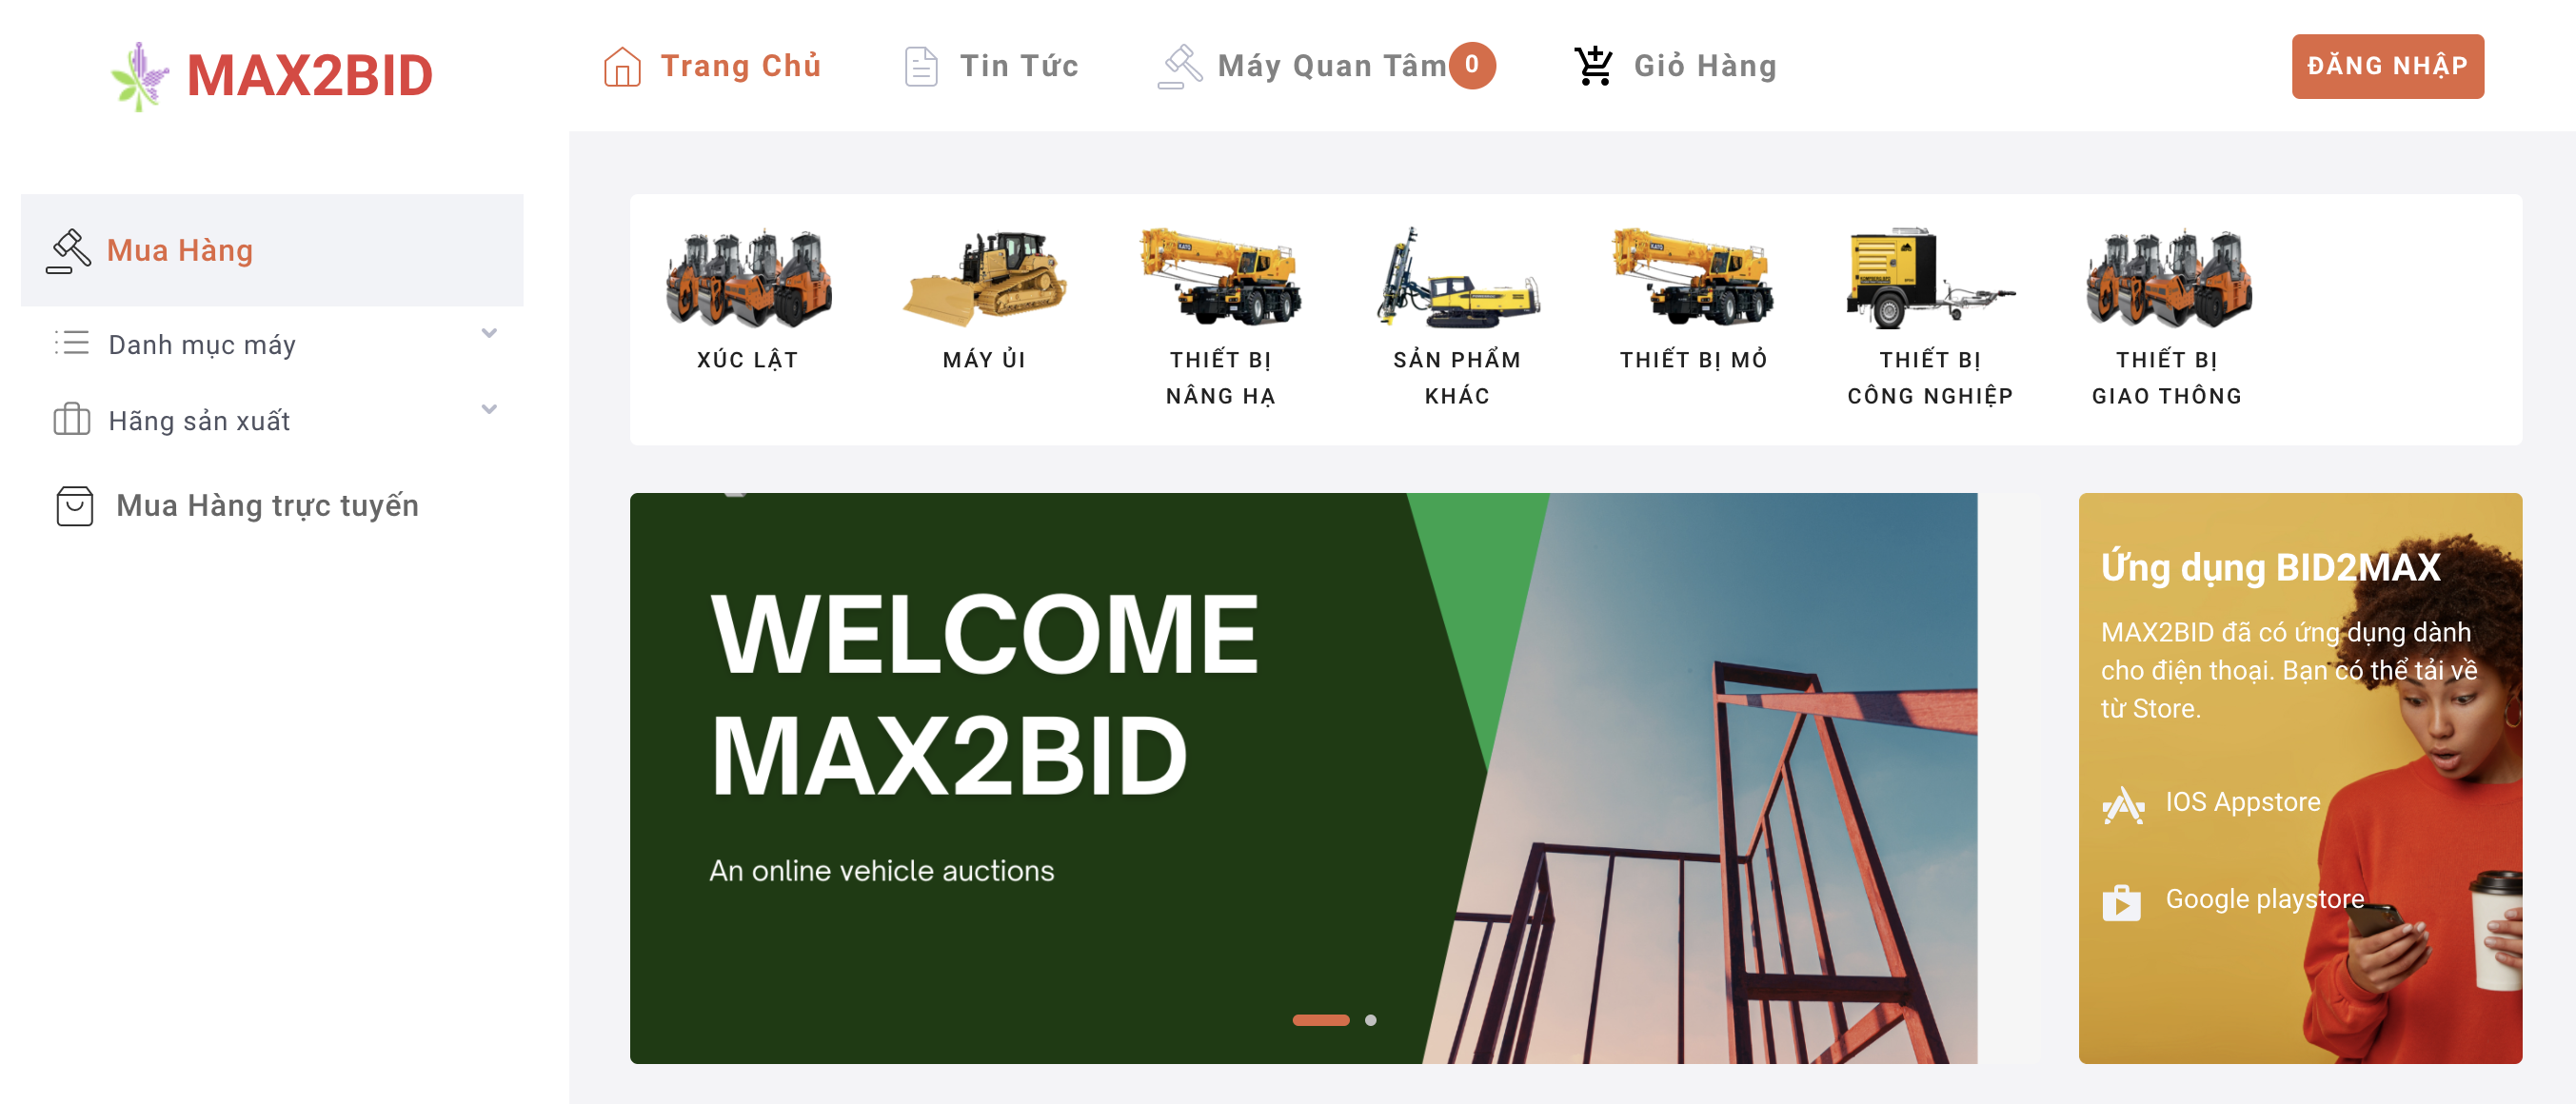 MAX2BID
Trang Chủ
Tin Tức
Máy Quan Tâm 0
Giỏ Hàng
ĐĂNG NHẬP
Mua Hàng
Danh mục máy
Hãng sản xuất
Mua Hàng trực tuyến
XÚC LẬT
MÁY ỦI
THIẾT BỊ
NÂNG HẠ
SẢN PHẨM
KHÁC
THIẾT BỊ MỎ
THIẾT BỊ
CÔNG NGHIỆP
THIẾT BỊ
GIAO THÔNG
WELCOME
MAX2BID
An online vehicle auctions
Ứng dụng BID2MAX
MAX2BID đã có ứng dụng dành
cho điện thoại. Bạn có thể tải về
từ Store.
IOS Appstore
Google playstore